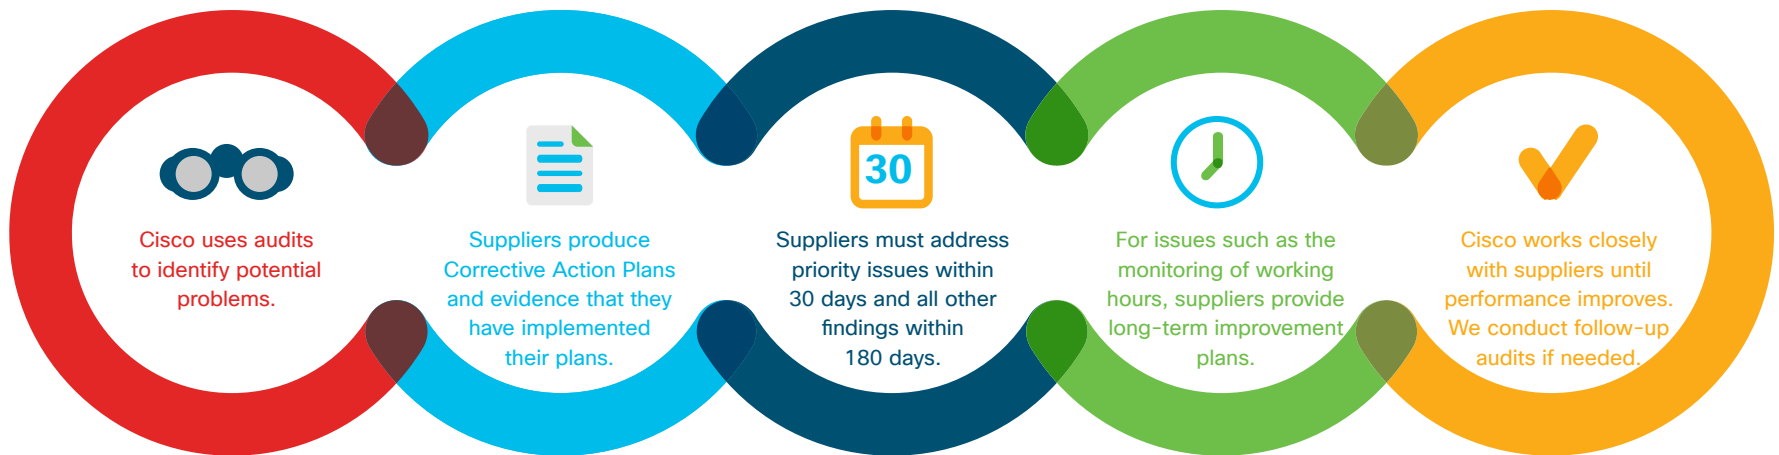 Cisco uses audits
to identify potential
problems.
Suppliers produce
Corrective Action Plans
and evidence that they
have implemented
their plans.
30
Suppliers must address
priority issues within
30 days and all other
findings within
180 days.
For issues such as the
monitoring of working
hours, suppliers provide
long-term improvement
plans.
Cisco works closely
with suppliers until
performance improves.
We conduct follow-up
audits if needed.